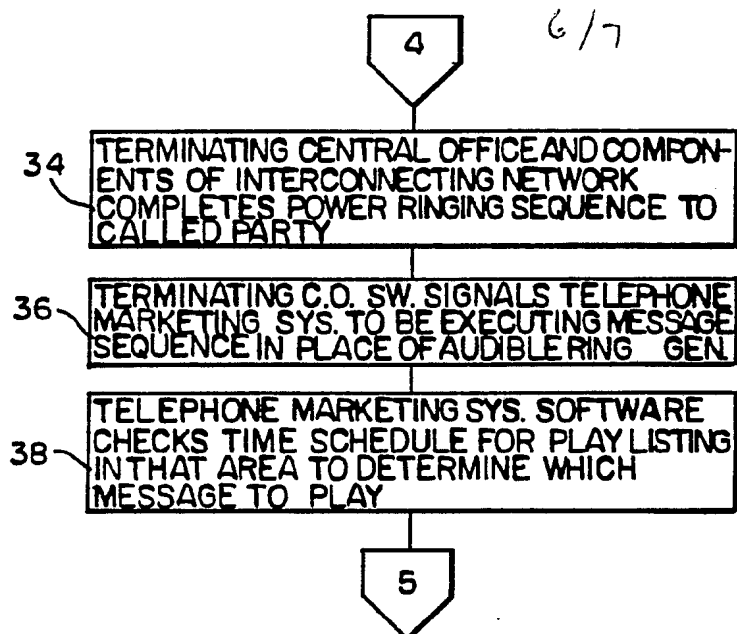 6/7
4
34
TERMINATING CENTRAL OFFICE AND COMPON-
ENTS OF INTERCONNECTING NETWORK
COMPLETES POWER RINGING SEQUENCE TO
CALLED PARTY
36
TERMINATING C.O. SW. SIGNALS TELEPHONE
MARKETING SYS. TO BE EXECUTING MESSAGE
SEQUENCE IN PLACE OF AUDIBLE RING GEN.
38
TELEPHONE MARKETING SYS. SOFTWARE
CHECKS TIME SCHEDULE FOR PLAY LISTING
IN THAT AREA TO DETERMINE WHICH
MESSAGE TO PLAY
5